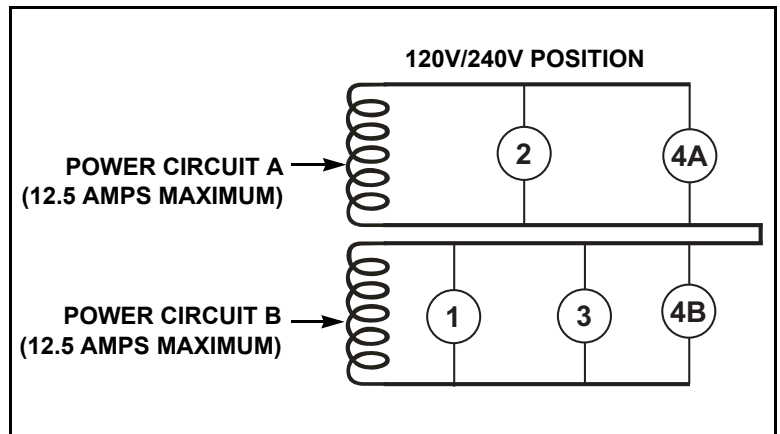 120V/240V POSITION
POWER CIRCUIT A
(12.5 AMPS MAXIMUM)
2
4A
POWER CIRCUIT B
(12.5 AMPS MAXIMUM)
1
3
4B